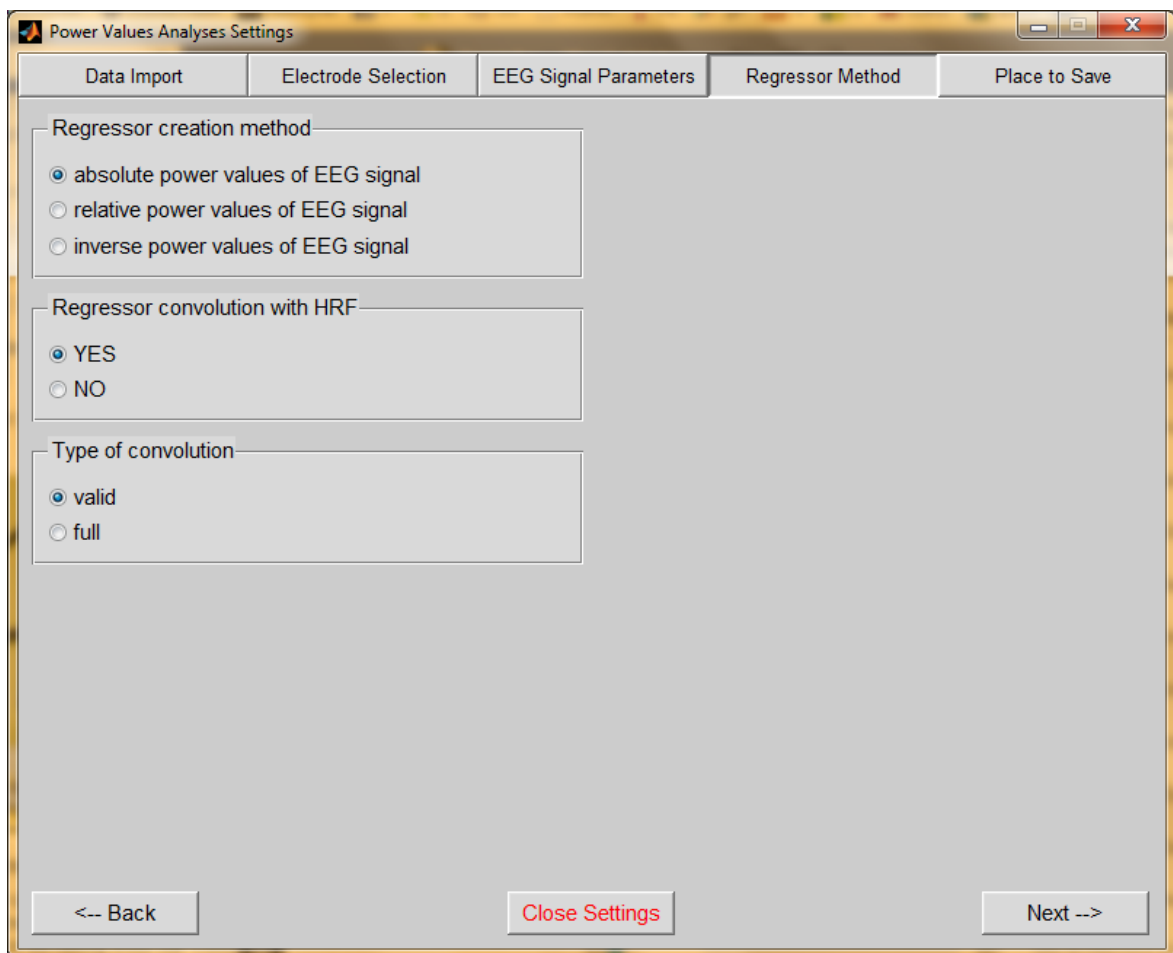 Power Values Analyses Settings
Data Import Electrode Selection EEG Signal Parameters Regressor Method Place to Save
Regressor creation method
absolute power values of EEG signal
relative power values of EEG signal
inverse power values of EEG signal
Regressor convolution with HRF
YES
NO
Type of convolution
valid
full
<-- Back Close Settings Next -->